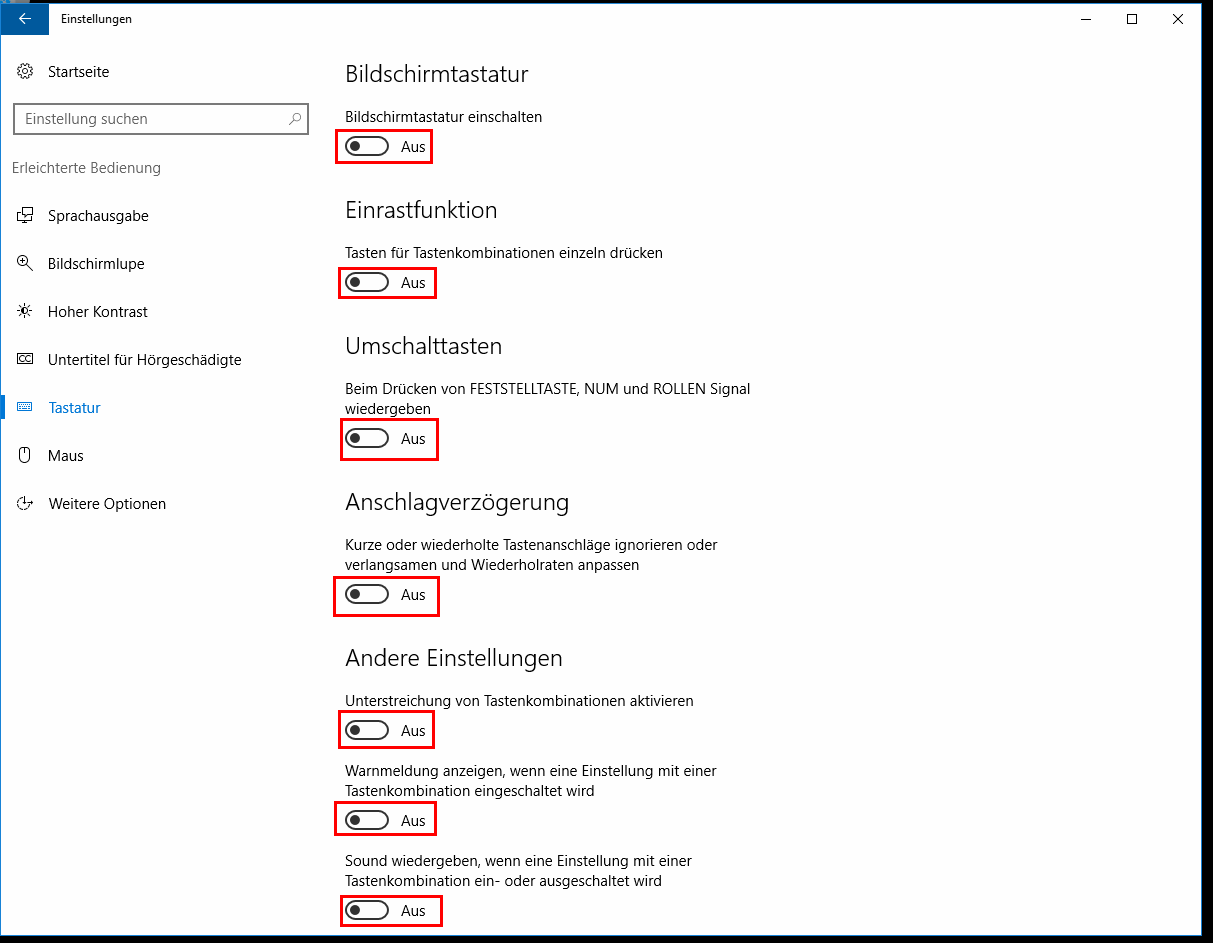 Einstellungen
Startseite
Einstellung suchen
Erleichterte Bedienung
Sprachausgabe
Bildschirmlupe
Hoher Kontrast
CC
Untertitel für Hörgeschädigte
Tastatur
Maus
Weitere Optionen
Bildschirmtastatur
Bildschirmtastatur einschalten
Aus
Einrastfunktion
Tasten für Tastenkombinationen einzeln drücken
Aus
Umschalttasten
Beim Drücken von FESTSTELLTASTE, NUM und ROLLEN Signal
wiedergeben
Aus
Anschlagverzögerung
Kurze oder wiederholte Tastenanschläge ignorieren oder
verlangsamen und Wiederholraten anpassen
Aus
Andere Einstellungen
Unterstreichung von Tastenkombinationen aktivieren
Aus
Warnmeldung anzeigen, wenn eine Einstellung mit einer
Tastenkombination eingeschaltet wird
Aus
Sound wiedergeben, wenn eine Einstellung mit einer
Tastenkombination ein- oder ausgeschaltet wird
Aus